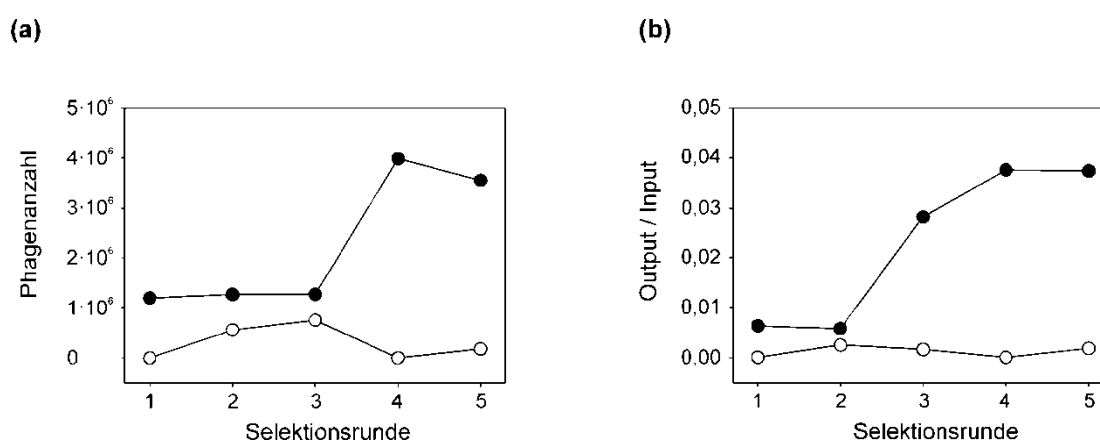 (a)
Phagenanzahl
5·10⁶
4·10⁶
3·10⁶
2·10⁶
1·10⁶
0
1 2 3 4 5
Selektionsrunde
(b)
Output / Input
0,05
0,04
0,03
0,02
0,01
0,00
1 2 3 4 5
Selektionsrunde